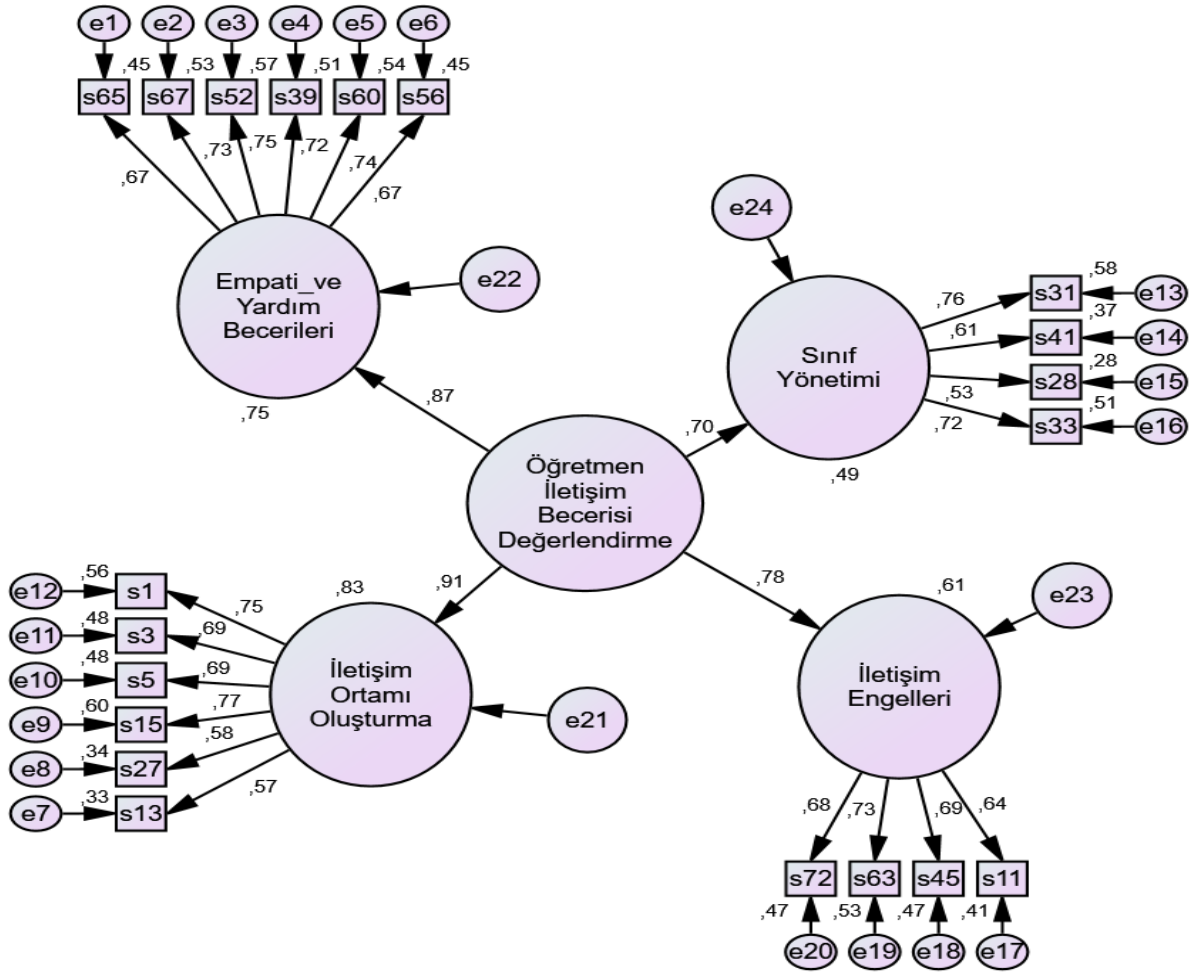 e1 e2 e3 e4 e5 e6
,45 ,53 ,57 ,51 ,54 ,45
s65 s67 s52 s39 s60 s56
,67 ,73 ,75 ,72 ,74 ,67
Empati_ve
Yardım
Becerileri
,75
e22
e24
Sınıf
Yönetimi
,49
,76 s31 ,58 e13
,61 s41 ,37 e14
,53 s28 ,28 e15
,72 s33 ,51 e16
,87
,70
Öğretmen
İletişim
Becerisi
Değerlendirme
,91
,78
e12 ,56 s1 ,75
e11 ,48 s3 ,69
e10 ,48 s5 ,69
e9 ,60 s15 ,77
e8 ,34 s27 ,58
e7 ,33 s13 ,57
,83
İletişim
Ortamı
Oluşturma
e21
,61
e23
İletişim
Engelleri
,68 ,73 ,69 ,64
s72 s63 s45 s11
,47 ,53 ,47 ,41
e20 e19 e18 e17